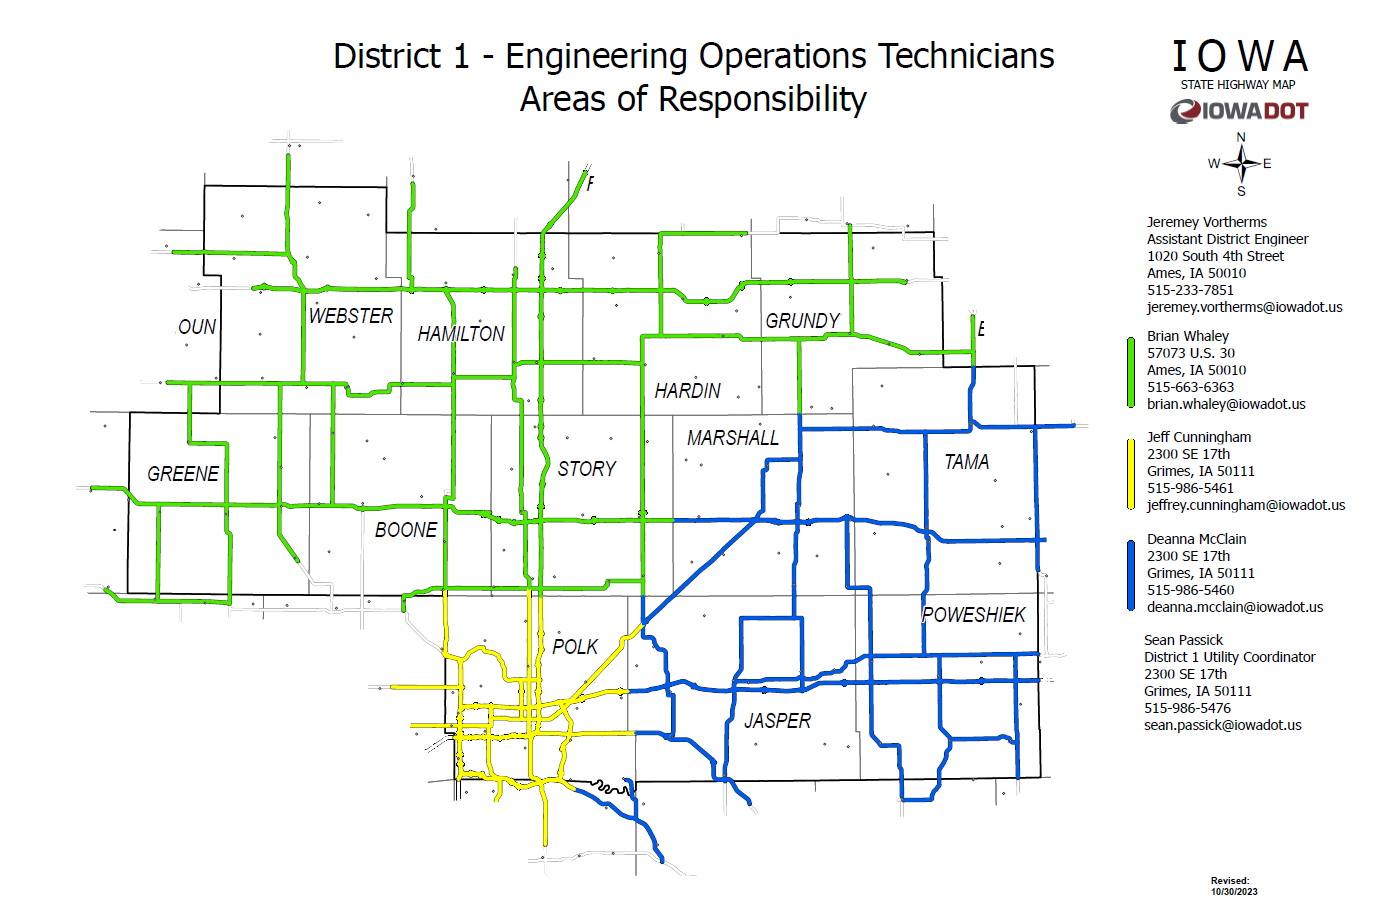 District 1 - Engineering Operations Technicians
Areas of Responsibility
IOWA
STATE HIGHWAY MAP
IOWADOT
N
W E
S
Jeremey Vortherms
Assistant District Engineer
1020 South 4th Street
Ames, IA 50010
515-233-7851
jeremey.vortherms@iowadot.us
Brian Whaley
57073 U.S. 30
Ames, IA 50010
515-663-6363
brian.whaley@iowadot.us
Jeff Cunningham
2300 SE 17th
Grimes, IA 50111
515-986-5461
jeffrey.cunningham@iowadot.us
Deanna McClain
2300 SE 17th
Grimes, IA 50111
515-986-5460
deanna.mcclain@iowadot.us
Sean Passick
District 1 Utility Coordinator
2300 SE 17th
Grimes, IA 50111
515-986-5476
sean.passick@iowadot.us
OUN
WEBSTER
HAMILTON
HARDIN
GRUNDY
GREENE
BOONE
STORY
MARSHALL
TAMA
POLK
JASPER
POWESHIEK
Revised:
10/30/2023